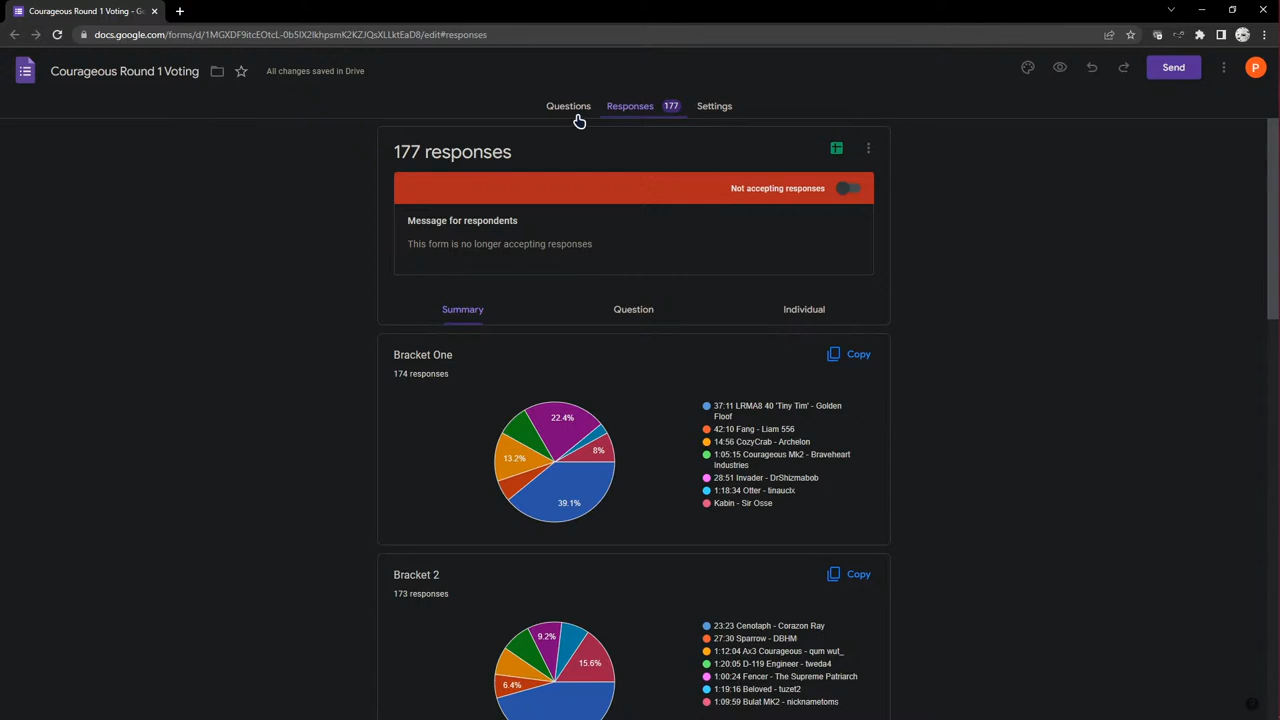 Courageous Round 1 Voting - Go
docs.google.com/forms/d/1MGXDF9itcEOtcL-0b5IX2IkhpsmK2KZJQsXLLktEaD8/edit#responses
Courageous Round 1 Voting
All changes saved in Drive
Send
P
Questions
Responses 177
Settings
177 responses
Not accepting responses
Message for respondents
This form is no longer accepting responses
Summary
Question
Individual
Bracket One
Copy
174 responses
22.4%
8%
13.2%
39.1%
37:11 LRMA8 40 'Tiny Tim' - Golden
Floof
42:10 Fang - Liam 556
14:56 CozyCrab - Archelon
1:05:15 Courageous Mk2 - Braveheart
Industries
28:51 Invader - DrShizmabob
1:18:34 Otter - tinauclx
Kabin - Sir Osse
Bracket 2
Copy
173 responses
9.2%
15.6%
6.4%
23:23 Cenotaph - Corazon Ray
27:30 Sparrow - DBHM
1:12:04 Ax3 Courageous - qum wut_
1:20:05 D-119 Engineer - tweda4
1:00:24 Fencer - The Supreme Patriarch
1:19:16 Beloved - tuzet2
1:09:59 Bulat MK2 - nicknametoms